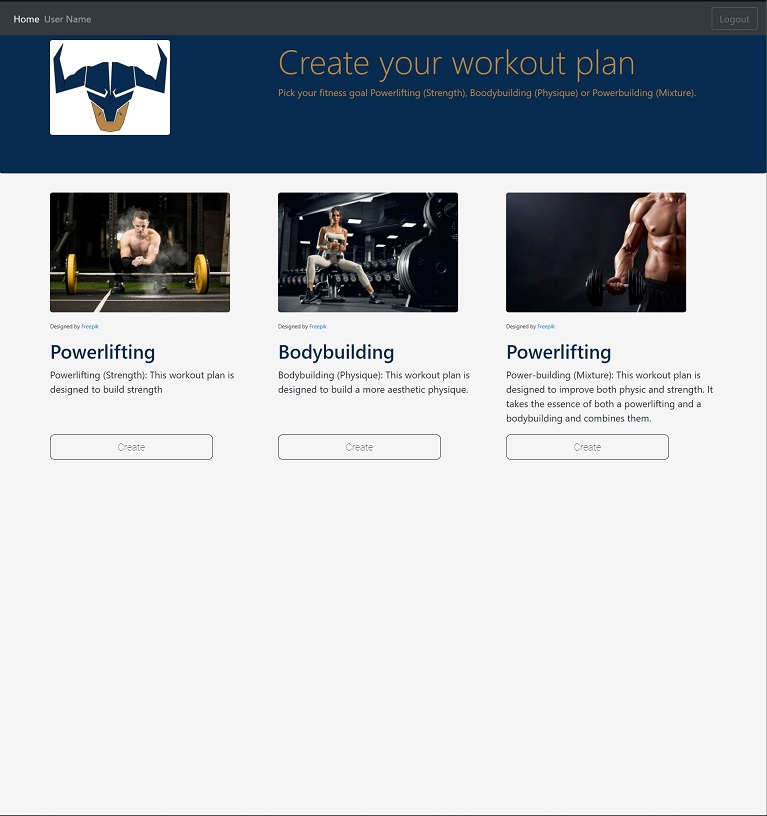 Home User Name Logout
Create your workout plan
Pick your fitness goal Powerlifting (Strength), Boodybuilding (Physique) or Powerbuilding (Mixture).
Designed by Freepik
Powerlifting
Powerlifting (Strength): This workout plan is
designed to build strength
Create
Designed by Freepik
Bodybuilding
Bodybuilding (Physique): This workout plan is
designed to build a more aesthetic physique.
Create
Designed by Freepik
Powerlifting
Power-building (Mixture): This workout plan is
designed to improve both physic and strength. It
takes the essence of both a powerlifting and a
bodybuilding and combines them.
Create